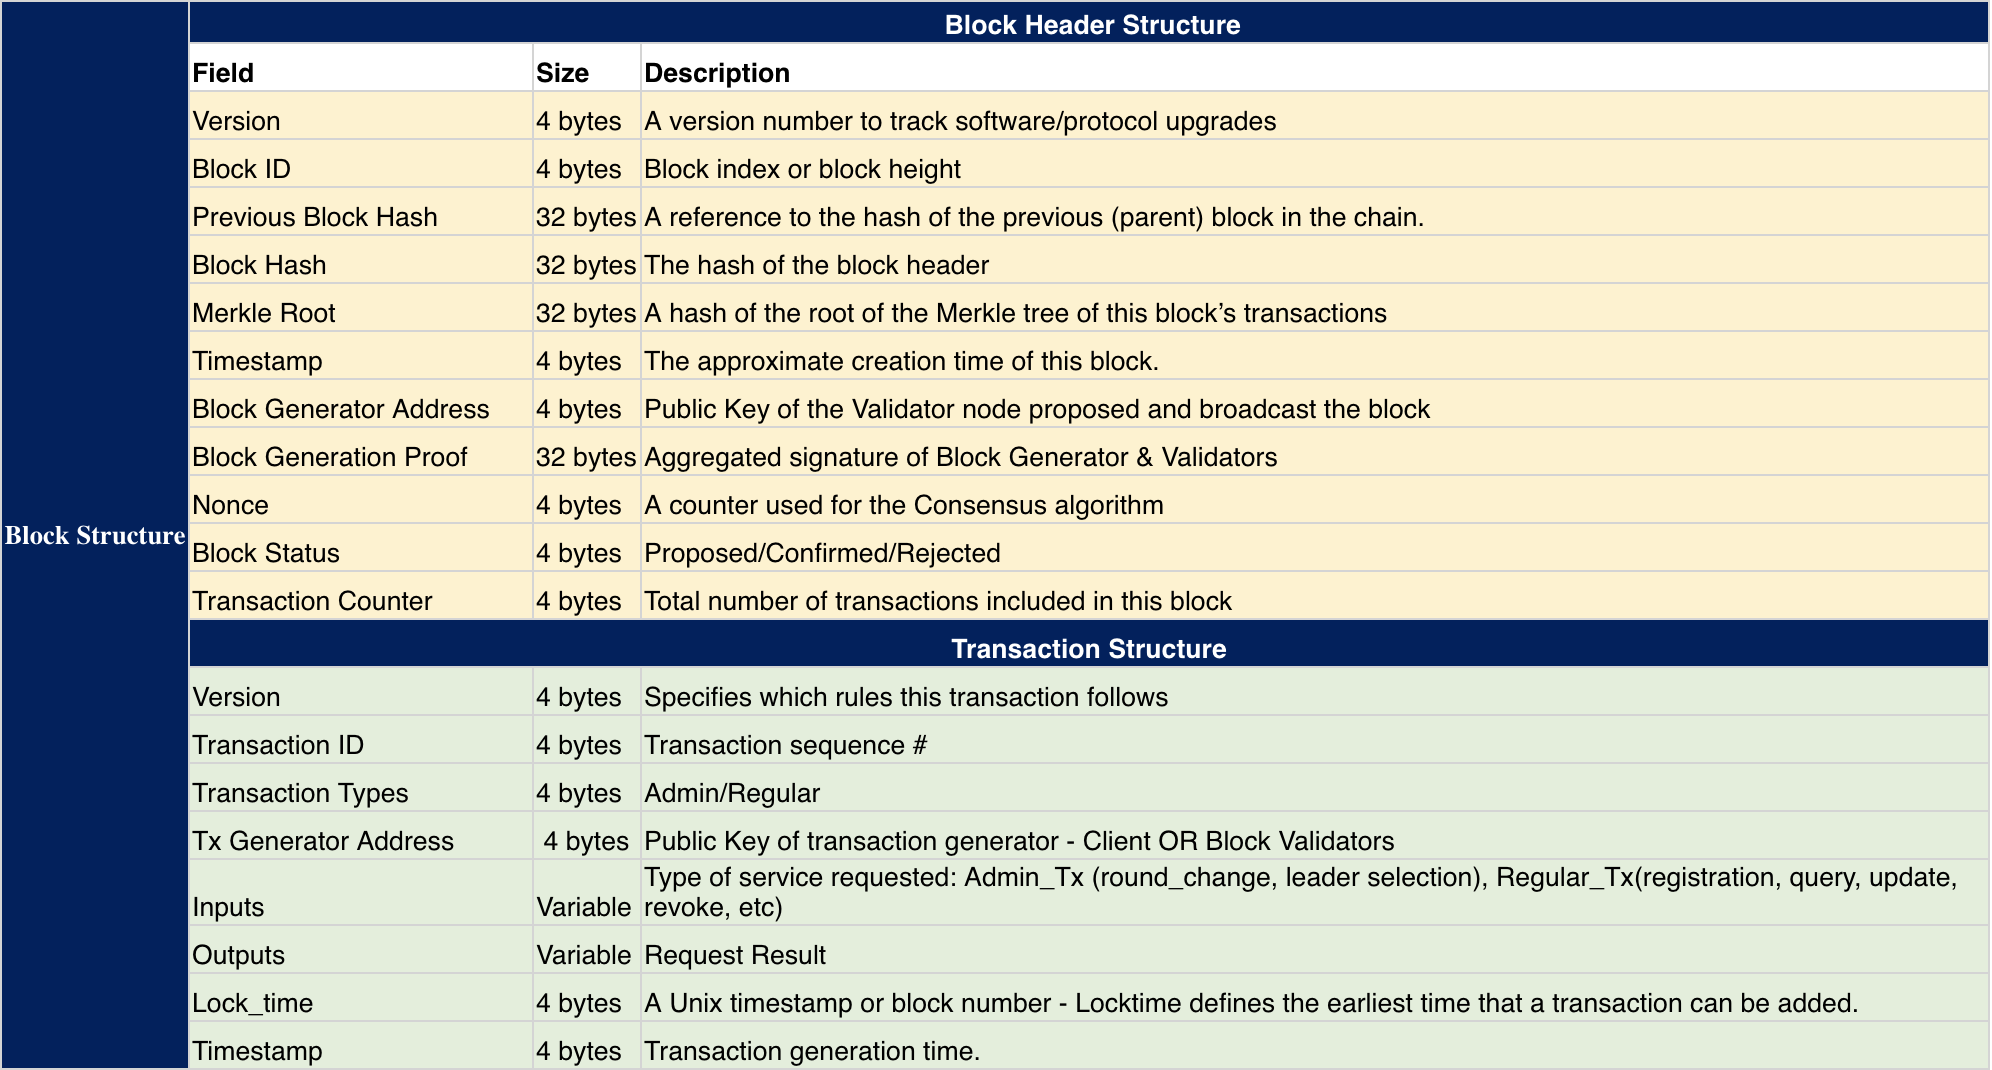 Block Structure
Block Header Structure
Field Size Description
Version 4 bytes A version number to track software/protocol upgrades
Block ID 4 bytes Block index or block height
Previous Block Hash 32 bytes A reference to the hash of the previous (parent) block in the chain.
Block Hash 32 bytes The hash of the block header
Merkle Root 32 bytes A hash of the root of the Merkle tree of this block’s transactions
Timestamp 4 bytes The approximate creation time of this block.
Block Generator Address 4 bytes Public Key of the Validator node proposed and broadcast the block
Block Generation Proof 32 bytes Aggregated signature of Block Generator & Validators
Nonce 4 bytes A counter used for the Consensus algorithm
Block Status 4 bytes Proposed/Confirmed/Rejected
Transaction Counter 4 bytes Total number of transactions included in this block
Transaction Structure
Version 4 bytes Specifies which rules this transaction follows
Transaction ID 4 bytes Transaction sequence #
Transaction Types 4 bytes Admin/Regular
Tx Generator Address 4 bytes Public Key of transaction generator - Client OR Block Validators
Type of service requested: Admin_Tx (round_change, leader selection), Regular_Tx(registration, query, update,
Inputs Variable revoke, etc)
Outputs Variable Request Result
Lock_time 4 bytes A Unix timestamp or block number - Locktime defines the earliest time that a transaction can be added.
Timestamp 4 bytes Transaction generation time.